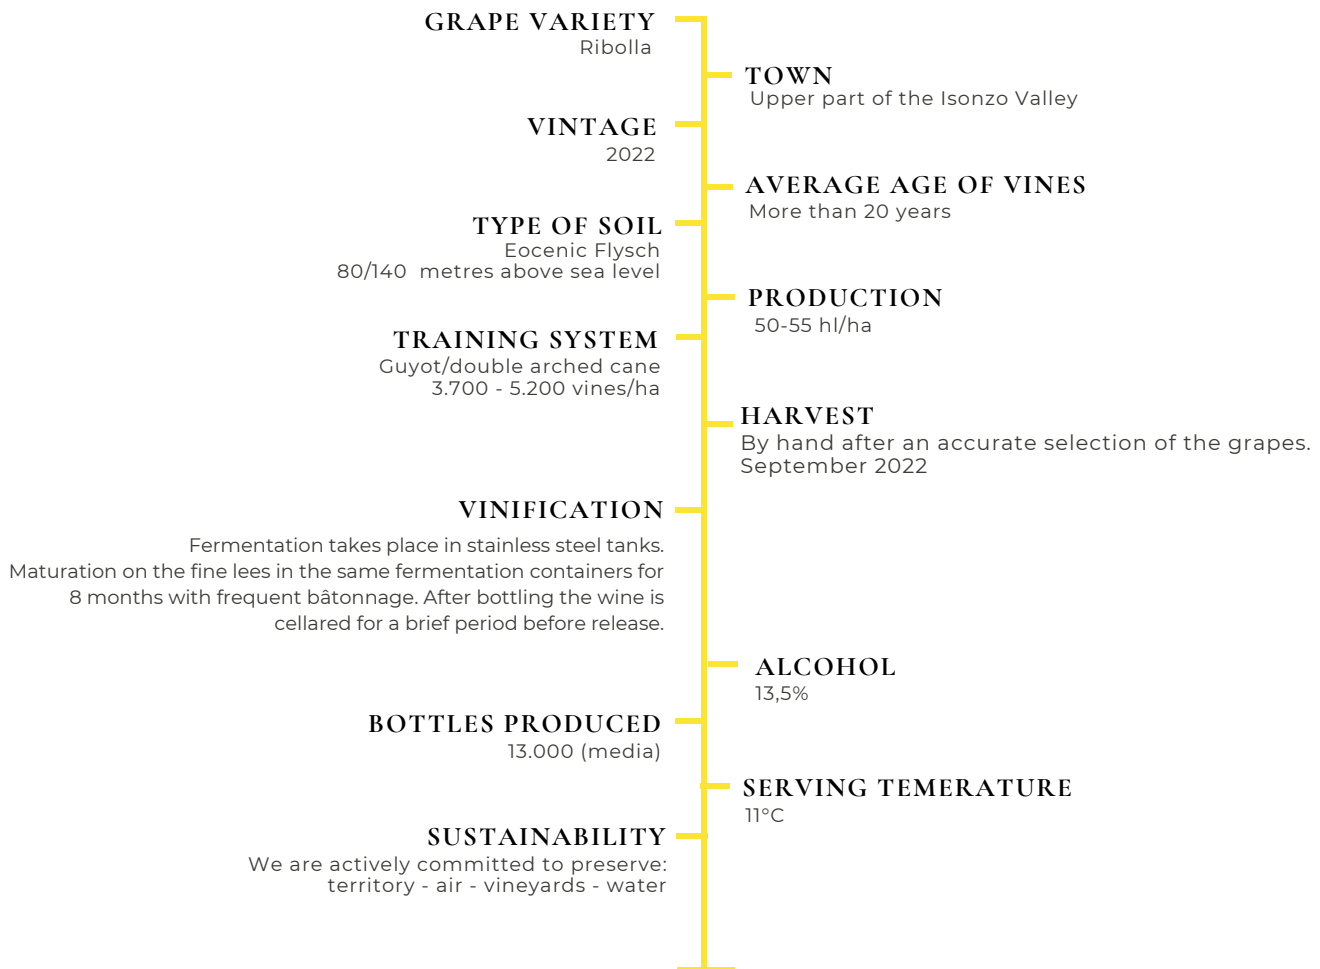 GRAPE VARIETY
Ribolla
TOWN
Upper part of the Isonzo Valley
VINTAGE
2022
AVERAGE AGE OF VINES
More than 20 years
TYPE OF SOIL
Eocenic Flysch
80/140 metres above sea level
PRODUCTION
50-55 hl/ha
TRAINING SYSTEM
Guyot/double arched cane
3.700 - 5.200 vines/ha
HARVEST
By hand after an accurate selection of the grapes.
September 2022
VINIFICATION
Fermentation takes place in stainless steel tanks.
Maturation on the fine lees in the same fermentation containers for
8 months with frequent bâtonnage. After bottling the wine is
cellared for a brief period before release.
ALCOHOL
13,5%
BOTTLES PRODUCED
13.000 (media)
SERVING TEMERATURE
11°C
SUSTAINABILITY
We are actively committed to preserve:
territory - air - vineyards - water